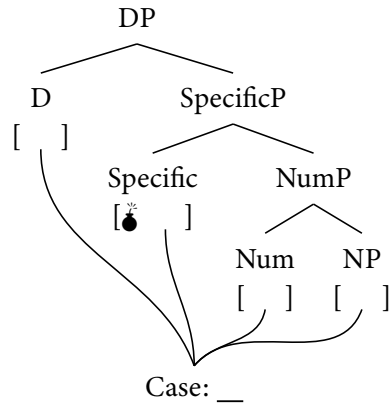 DP
D SpecificP
[ ]
Specific NumP
[💣 ]
Num NP
[ ] [ ]
Case: __